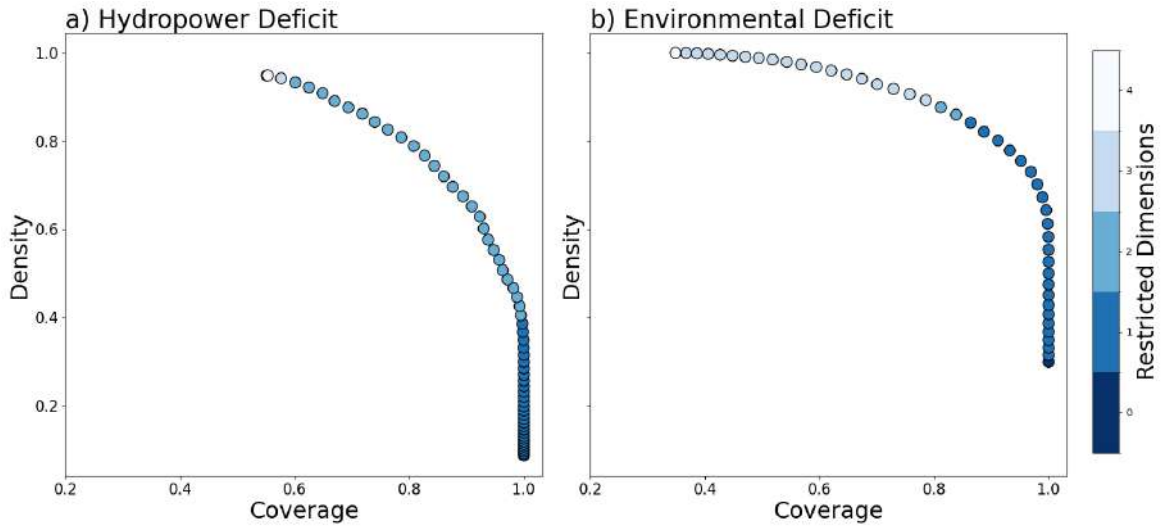 a) Hydropower Deficit
b) Environmental Deficit
1.0
0.8
0.6
0.4
0.2
Density
0.2
0.4
0.6
0.8
1.0
Coverage
Density
0.2
0.4
0.6
0.8
1.0
Coverage
4
3
2
1
0
Restricted Dimensions